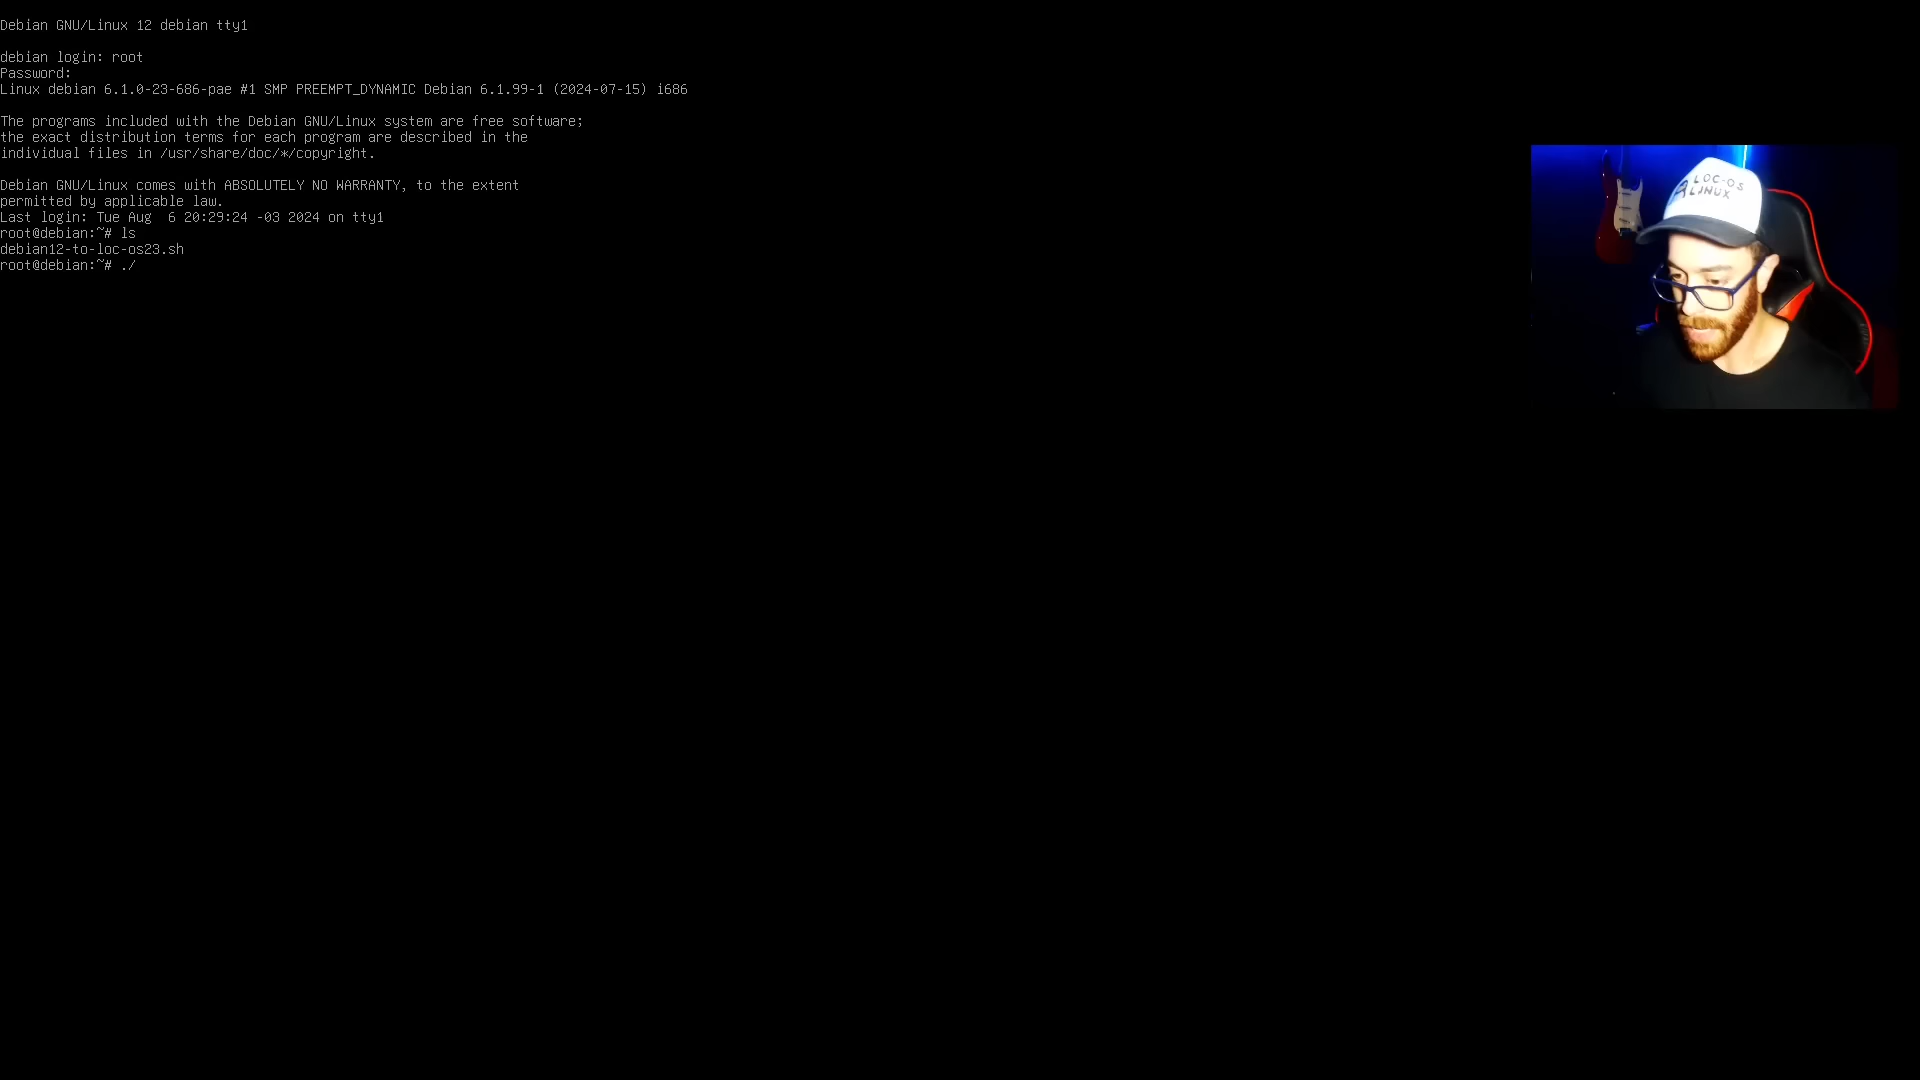 Debian GNU/Linux 12 debian tty1
debian login: root
Password:
Linux debian 6.1.0-23-686-pae #1 SMP PREEMPT_DYNAMIC Debian 6.1.99-1 (2024-07-15) i686
The programs included with the Debian GNU/Linux system are free software;
the exact distribution terms for each program are described in the
individual files in /usr/share/doc/*/copyright.
Debian GNU/Linux comes with ABSOLUTELY NO WARRANTY, to the extent
permitted by applicable law.
Last login: Tue Aug  6 20:29:24 -03 2024 on tty1
root@debian:~# ls
debian12-to-loc-os23.sh
root@debian:~# ./
LOC-OS
LINUX